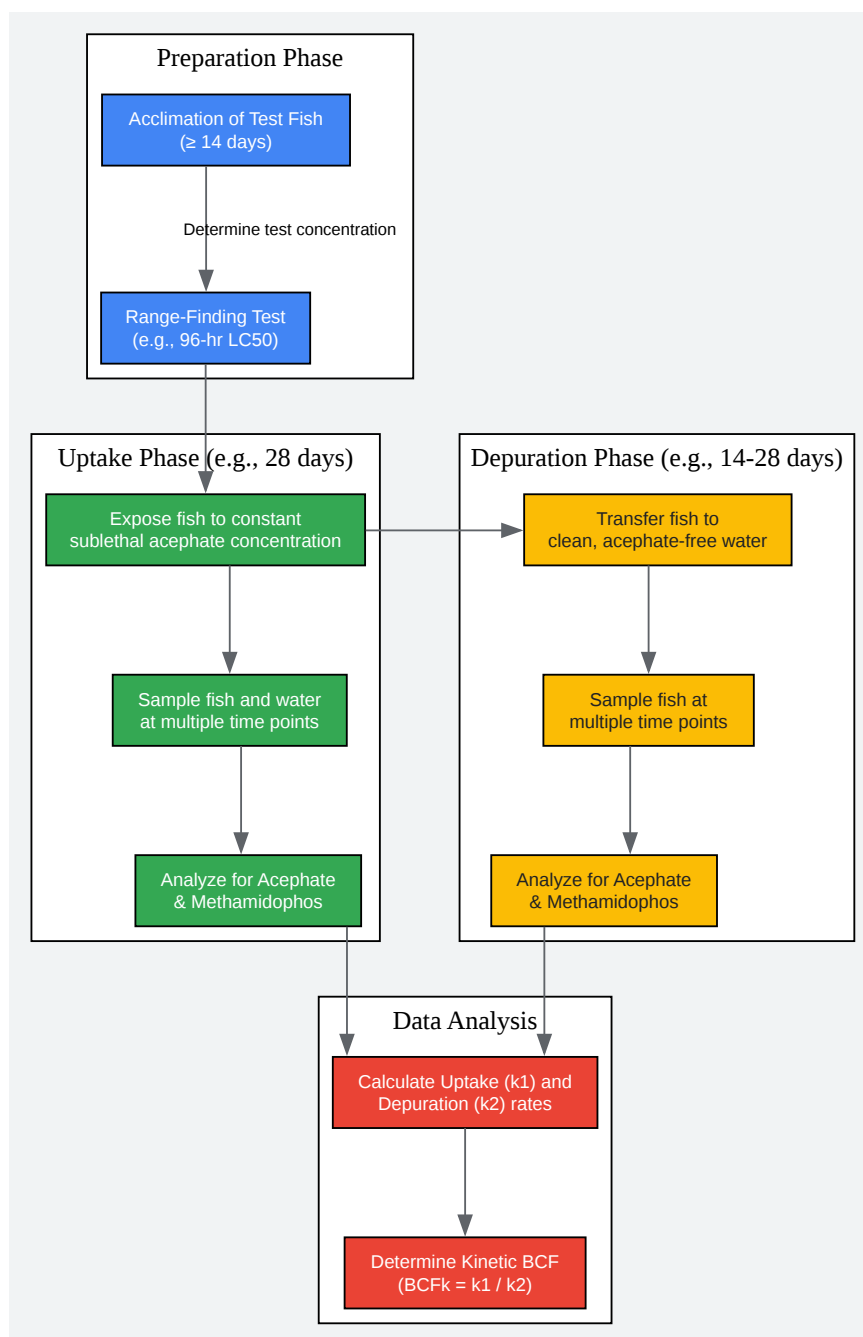 Preparation Phase
Acclimation of Test Fish
(≥ 14 days)
Determine test concentration
Range-Finding Test
(e.g., 96-hr LC50)
Uptake Phase (e.g., 28 days)
Expose fish to constant
sublethal acephate concentration
Sample fish and water
at multiple time points
Analyze for Acephate
& Methamidophos
Depuration Phase (e.g., 14-28 days)
Transfer fish to
clean, acephate-free water
Sample fish at
multiple time points
Analyze for Acephate
& Methamidophos
Data Analysis
Calculate Uptake (k1) and
Depuration (k2) rates
Determine Kinetic BCF
(BCFk = k1 / k2)